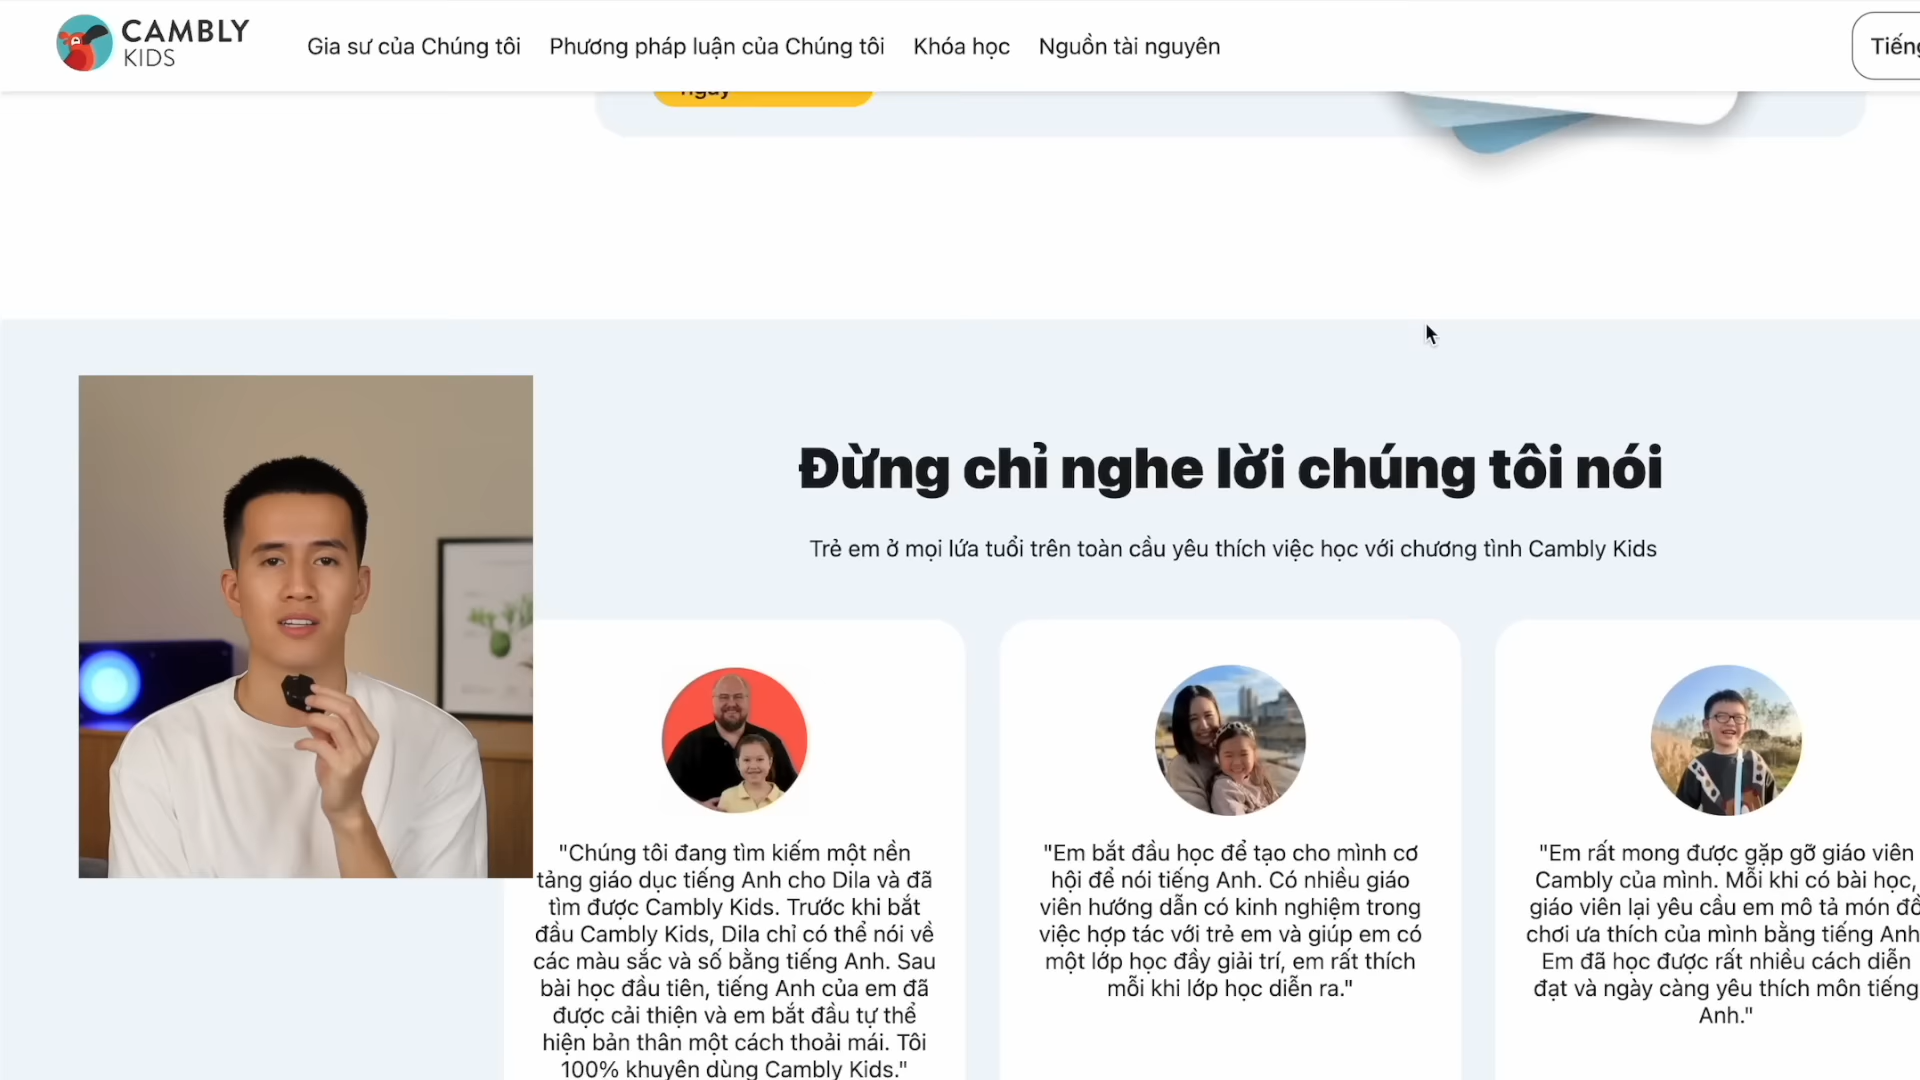 CAMBLY
KIDS
Gia sư của Chúng tôi
Phương pháp luận của Chúng tôi
Khóa học
Nguồn tài nguyên
Đừng chỉ nghe lời chúng tôi nói
Trẻ em ở mọi lứa tuổi trên toàn cầu yêu thích việc học với chương tình Cambly Kids
"Chúng tôi đang tìm kiếm một nền
tảng giáo dục tiếng Anh cho Dila và đã
tìm được Cambly Kids. Trước khi bắt
đầu Cambly Kids, Dila chỉ có thể nói về
các màu sắc và số bằng tiếng Anh. Sau
bài học đầu tiên, tiếng Anh của em đã
được cải thiện và em bắt đầu tự thể
hiện bản thân một cách thoải mái. Tôi
100% khuyên dùng Cambly Kids."
"Em bắt đầu học để tạo cho mình cơ
hội để nói tiếng Anh. Có nhiều giáo
viên hướng dẫn có kinh nghiệm trong
việc hợp tác với trẻ em và giúp em có
một lớp học đầy giải trí, em rất thích
mỗi khi lớp học diễn ra."
"Em rất mong được gặp gỡ giáo viên
Cambly của mình. Mỗi khi có bài học,
giáo viên lại yêu cầu em mô tả món đồ
chơi ưa thích của mình bằng tiếng Anh
Em đã học được rất nhiều cách diễn
đạt và ngày càng yêu thích môn tiếng
Anh."